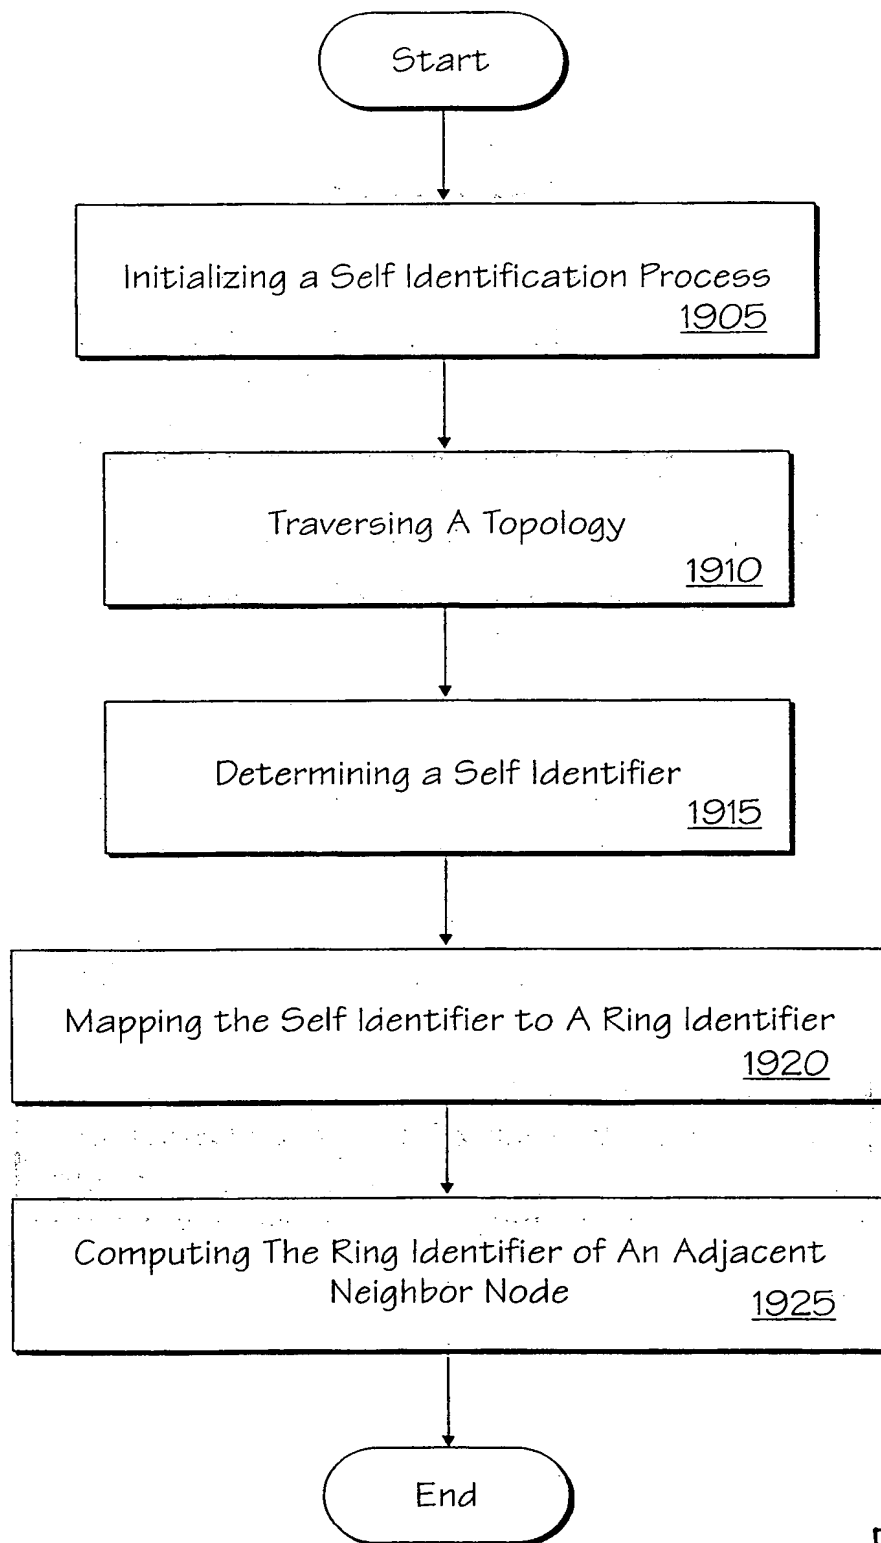 Start
Initializing a Self Identification Process
1905
Traversing A Topology
1910
Determining a Self Identifier
1915
Mapping the Self Identifier to A Ring Identifier
1920
Computing The Ring Identifier of An Adjacent
Neighbor Node
1925
End